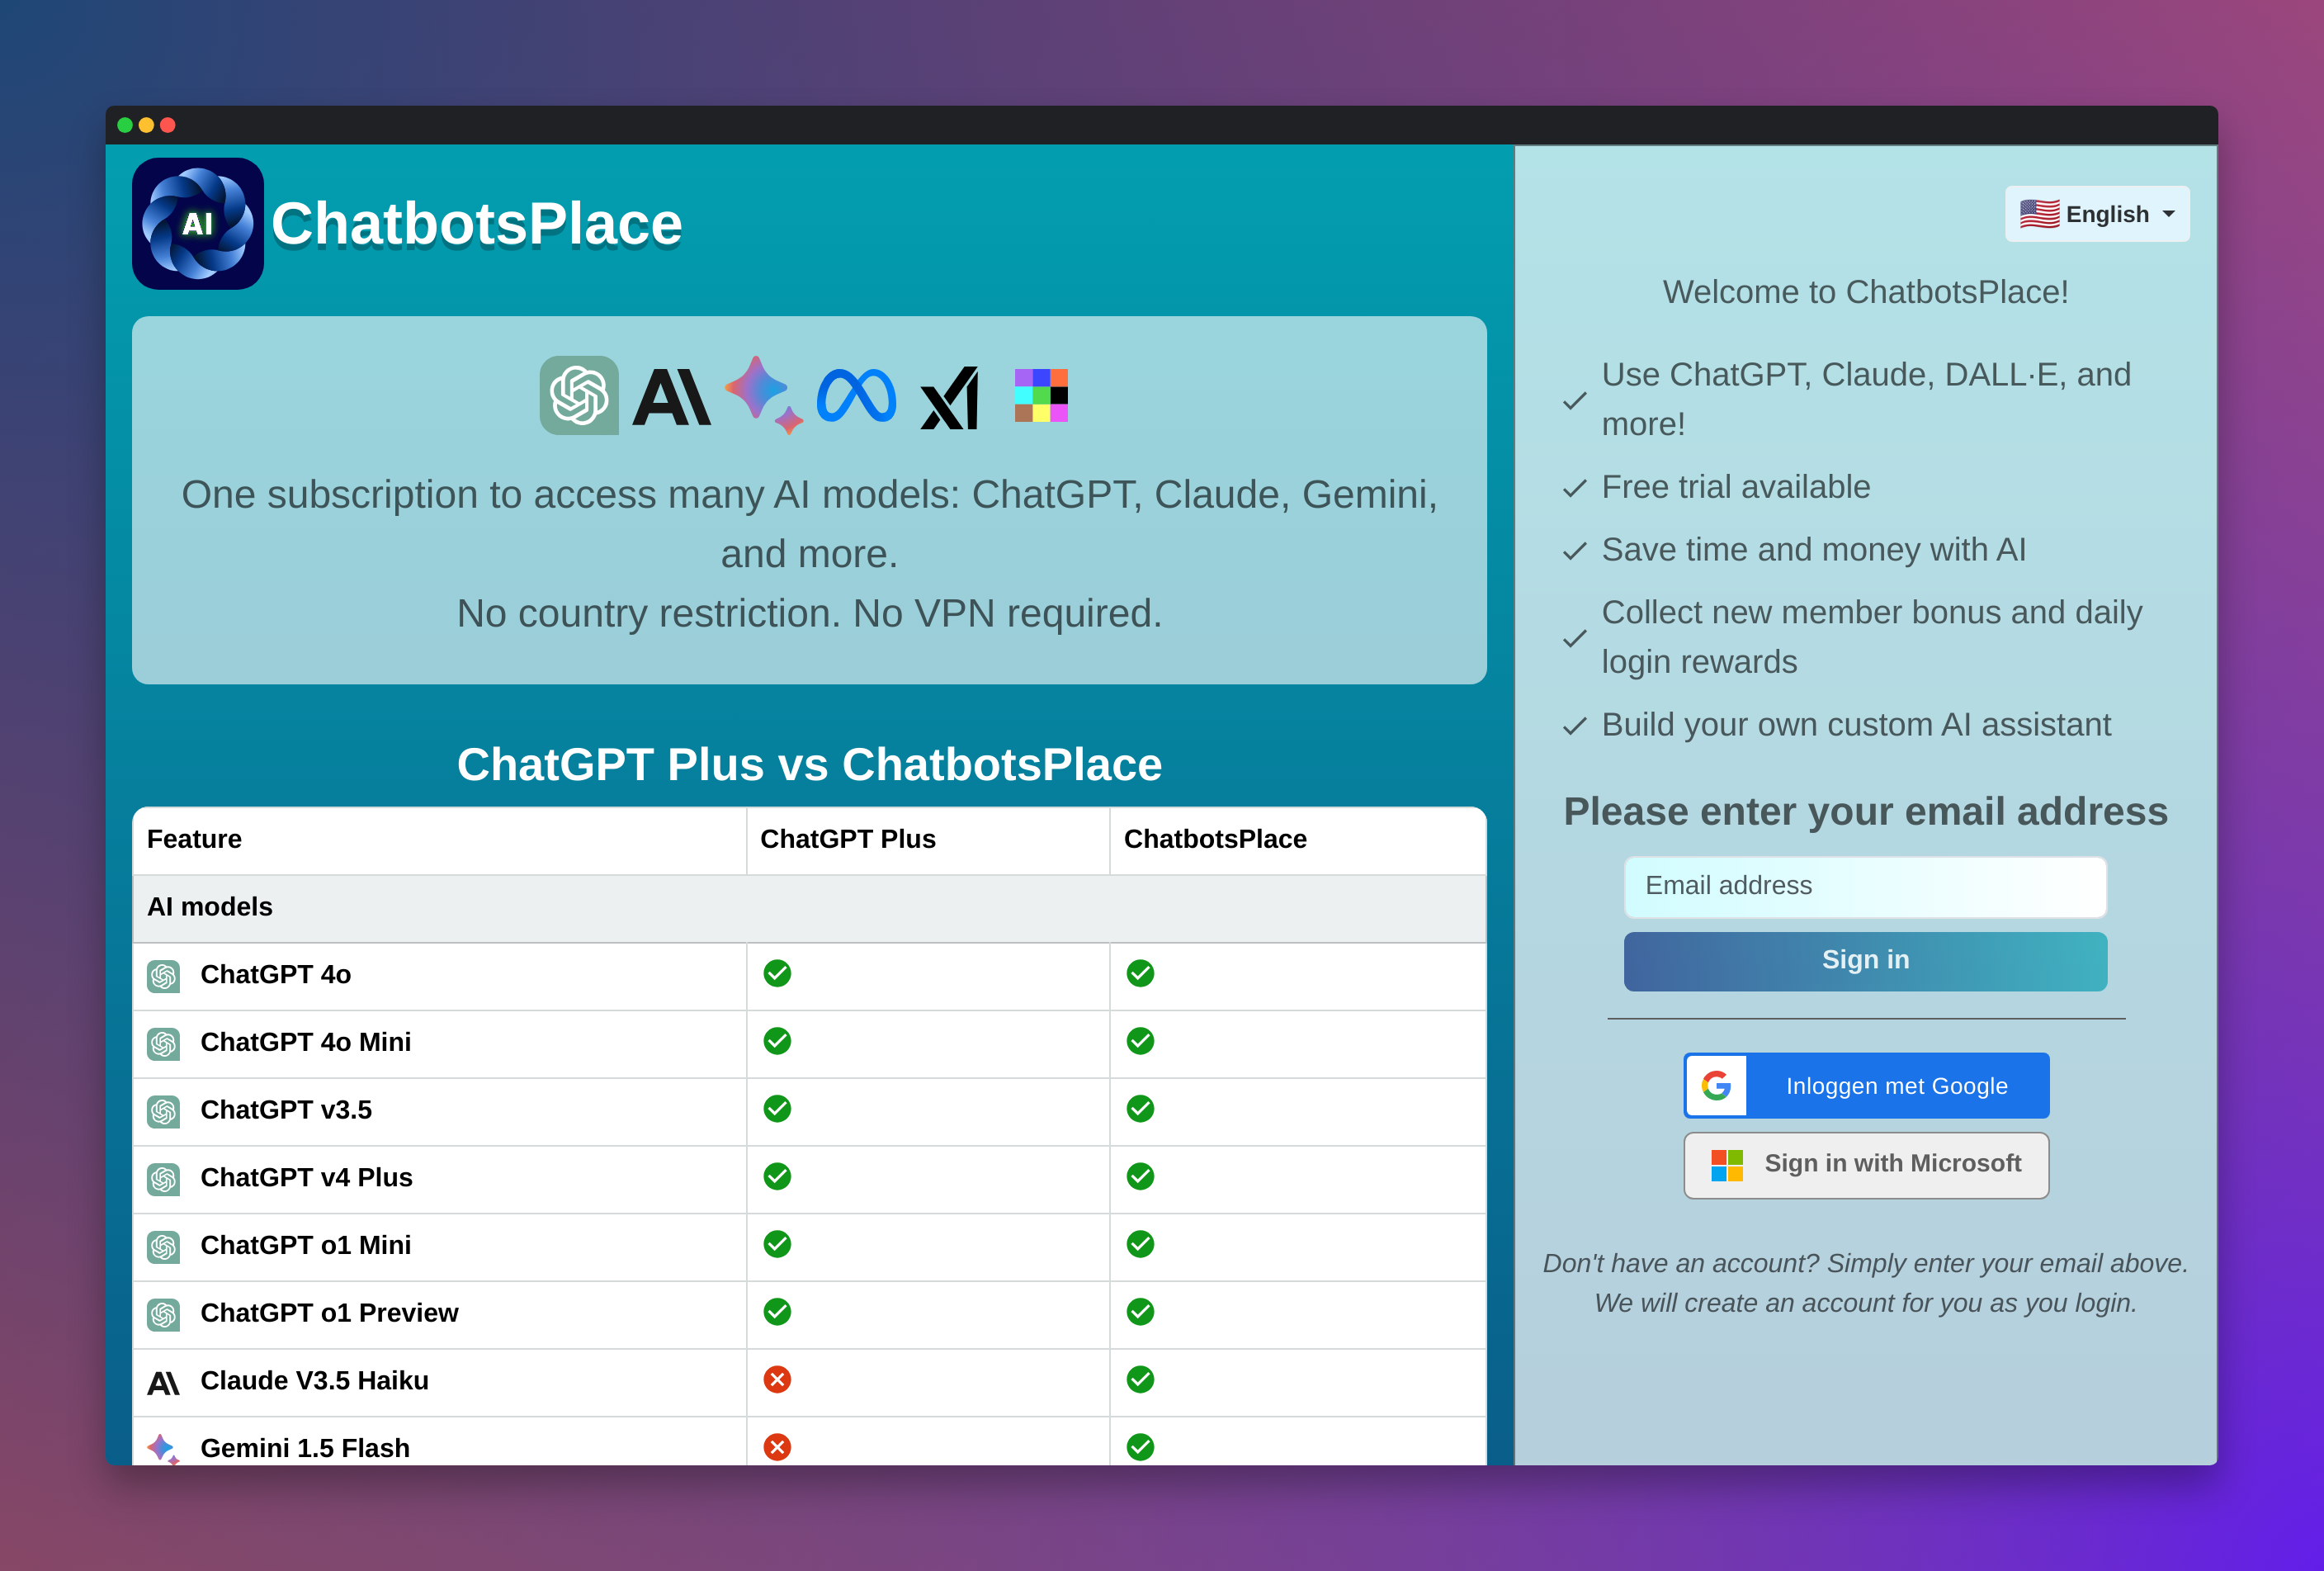 AI
ChatbotsPlace
One subscription to access many AI models: ChatGPT, Claude, Gemini,
and more.
No country restriction. No VPN required.
ChatGPT Plus vs ChatbotsPlace
Feature ChatGPT Plus ChatbotsPlace
AI models
ChatGPT 4o
ChatGPT 4o Mini
ChatGPT v3.5
ChatGPT v4 Plus
ChatGPT o1 Mini
ChatGPT o1 Preview
Claude V3.5 Haiku
Gemini 1.5 Flash
English
Welcome to ChatbotsPlace!
Use ChatGPT, Claude, DALL·E, and
more!
Free trial available
Save time and money with AI
Collect new member bonus and daily
login rewards
Build your own custom AI assistant
Please enter your email address
Email address
Sign in
Inloggen met Google
Sign in with Microsoft
Don't have an account? Simply enter your email above.
We will create an account for you as you login.